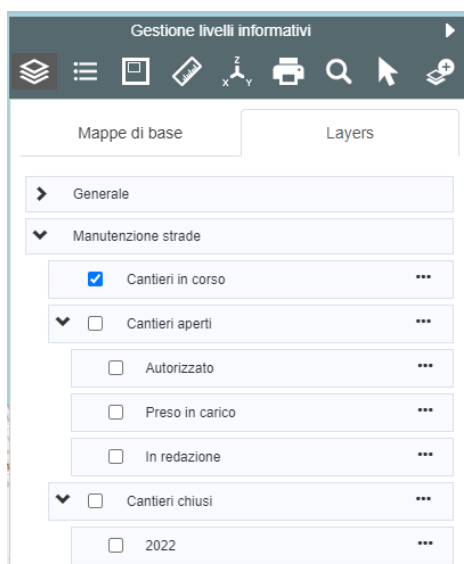 Gestione livelli informativi
Z
X Y
Mappe di base Layers
Generale
Manutenzione strade
Cantieri in corso
Cantieri aperti
Autorizzato
Preso in carico
In redazione
Cantieri chiusi
2022